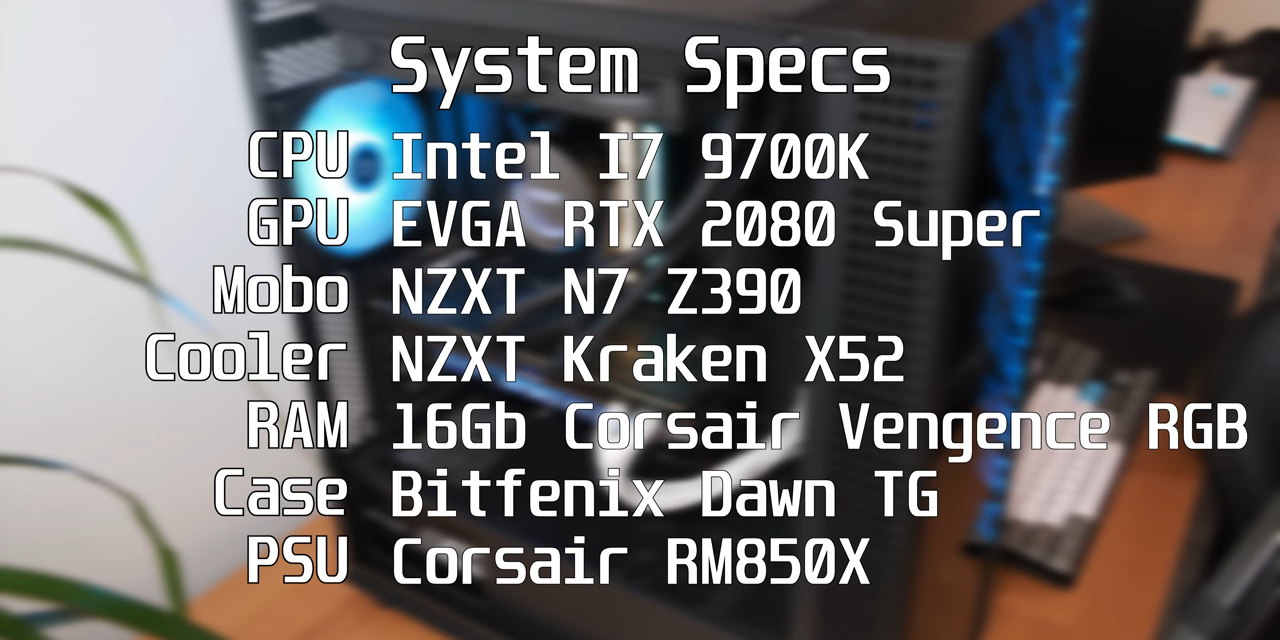 System Specs
CPU Intel I7 9700K
GPU EVGA RTX 2080 Super
Mobo NZXT N7 Z390
Cooler NZXT Kraken X52
RAM 16Gb Corsair Vengence RGB
Case Bitfenix Dawn TG
PSU Corsair RM850X